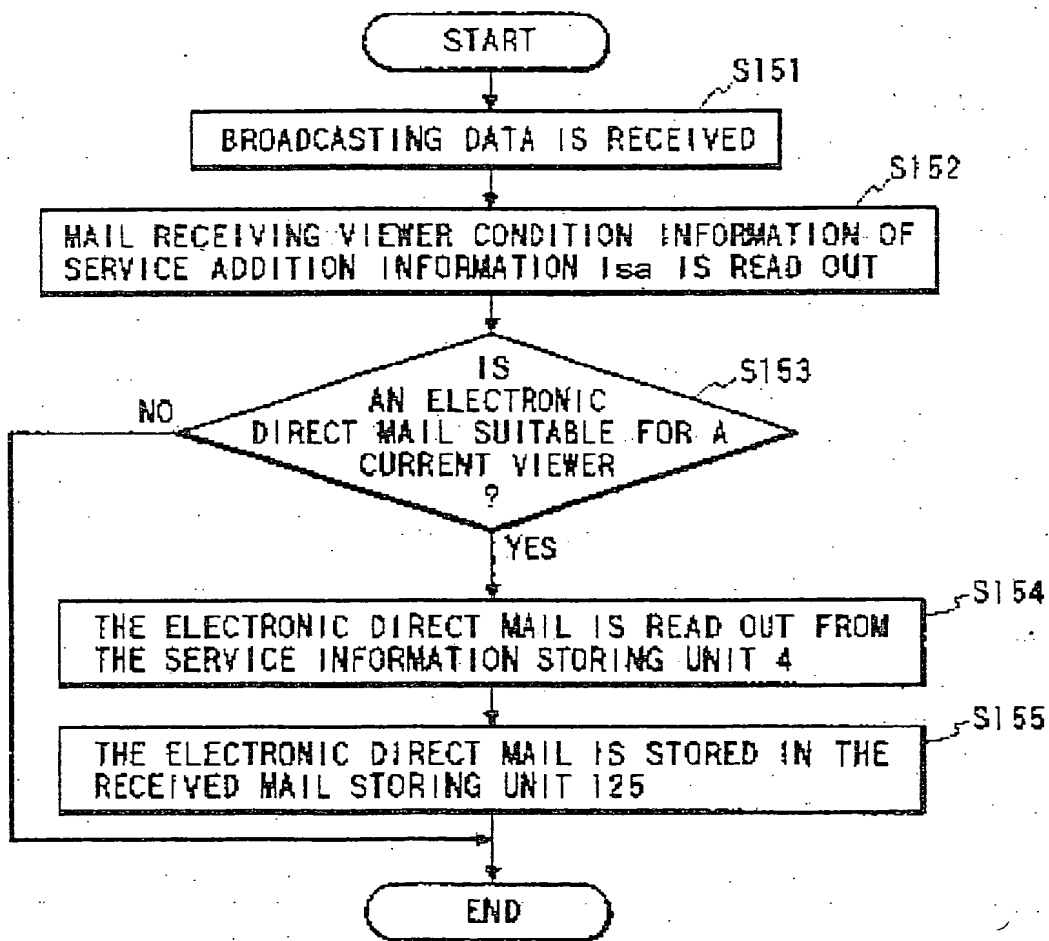 START
S151
BROADCASTING DATA IS RECEIVED
S152
MAIL RECEIVING VIEWER CONDITION INFORMATION OF
SERVICE ADDITION INFORMATION Isa IS READ OUT
S153
IS
AN ELECTRONIC
DIRECT MAIL SUITABLE FOR A
CURRENT VIEWER
?
NO
YES
S154
THE ELECTRONIC DIRECT MAIL IS READ OUT FROM
THE SERVICE INFORMATION STORING UNIT 4
S155
THE ELECTRONIC DIRECT MAIL IS STORED IN THE
RECEIVED MAIL STORING UNIT 125
END